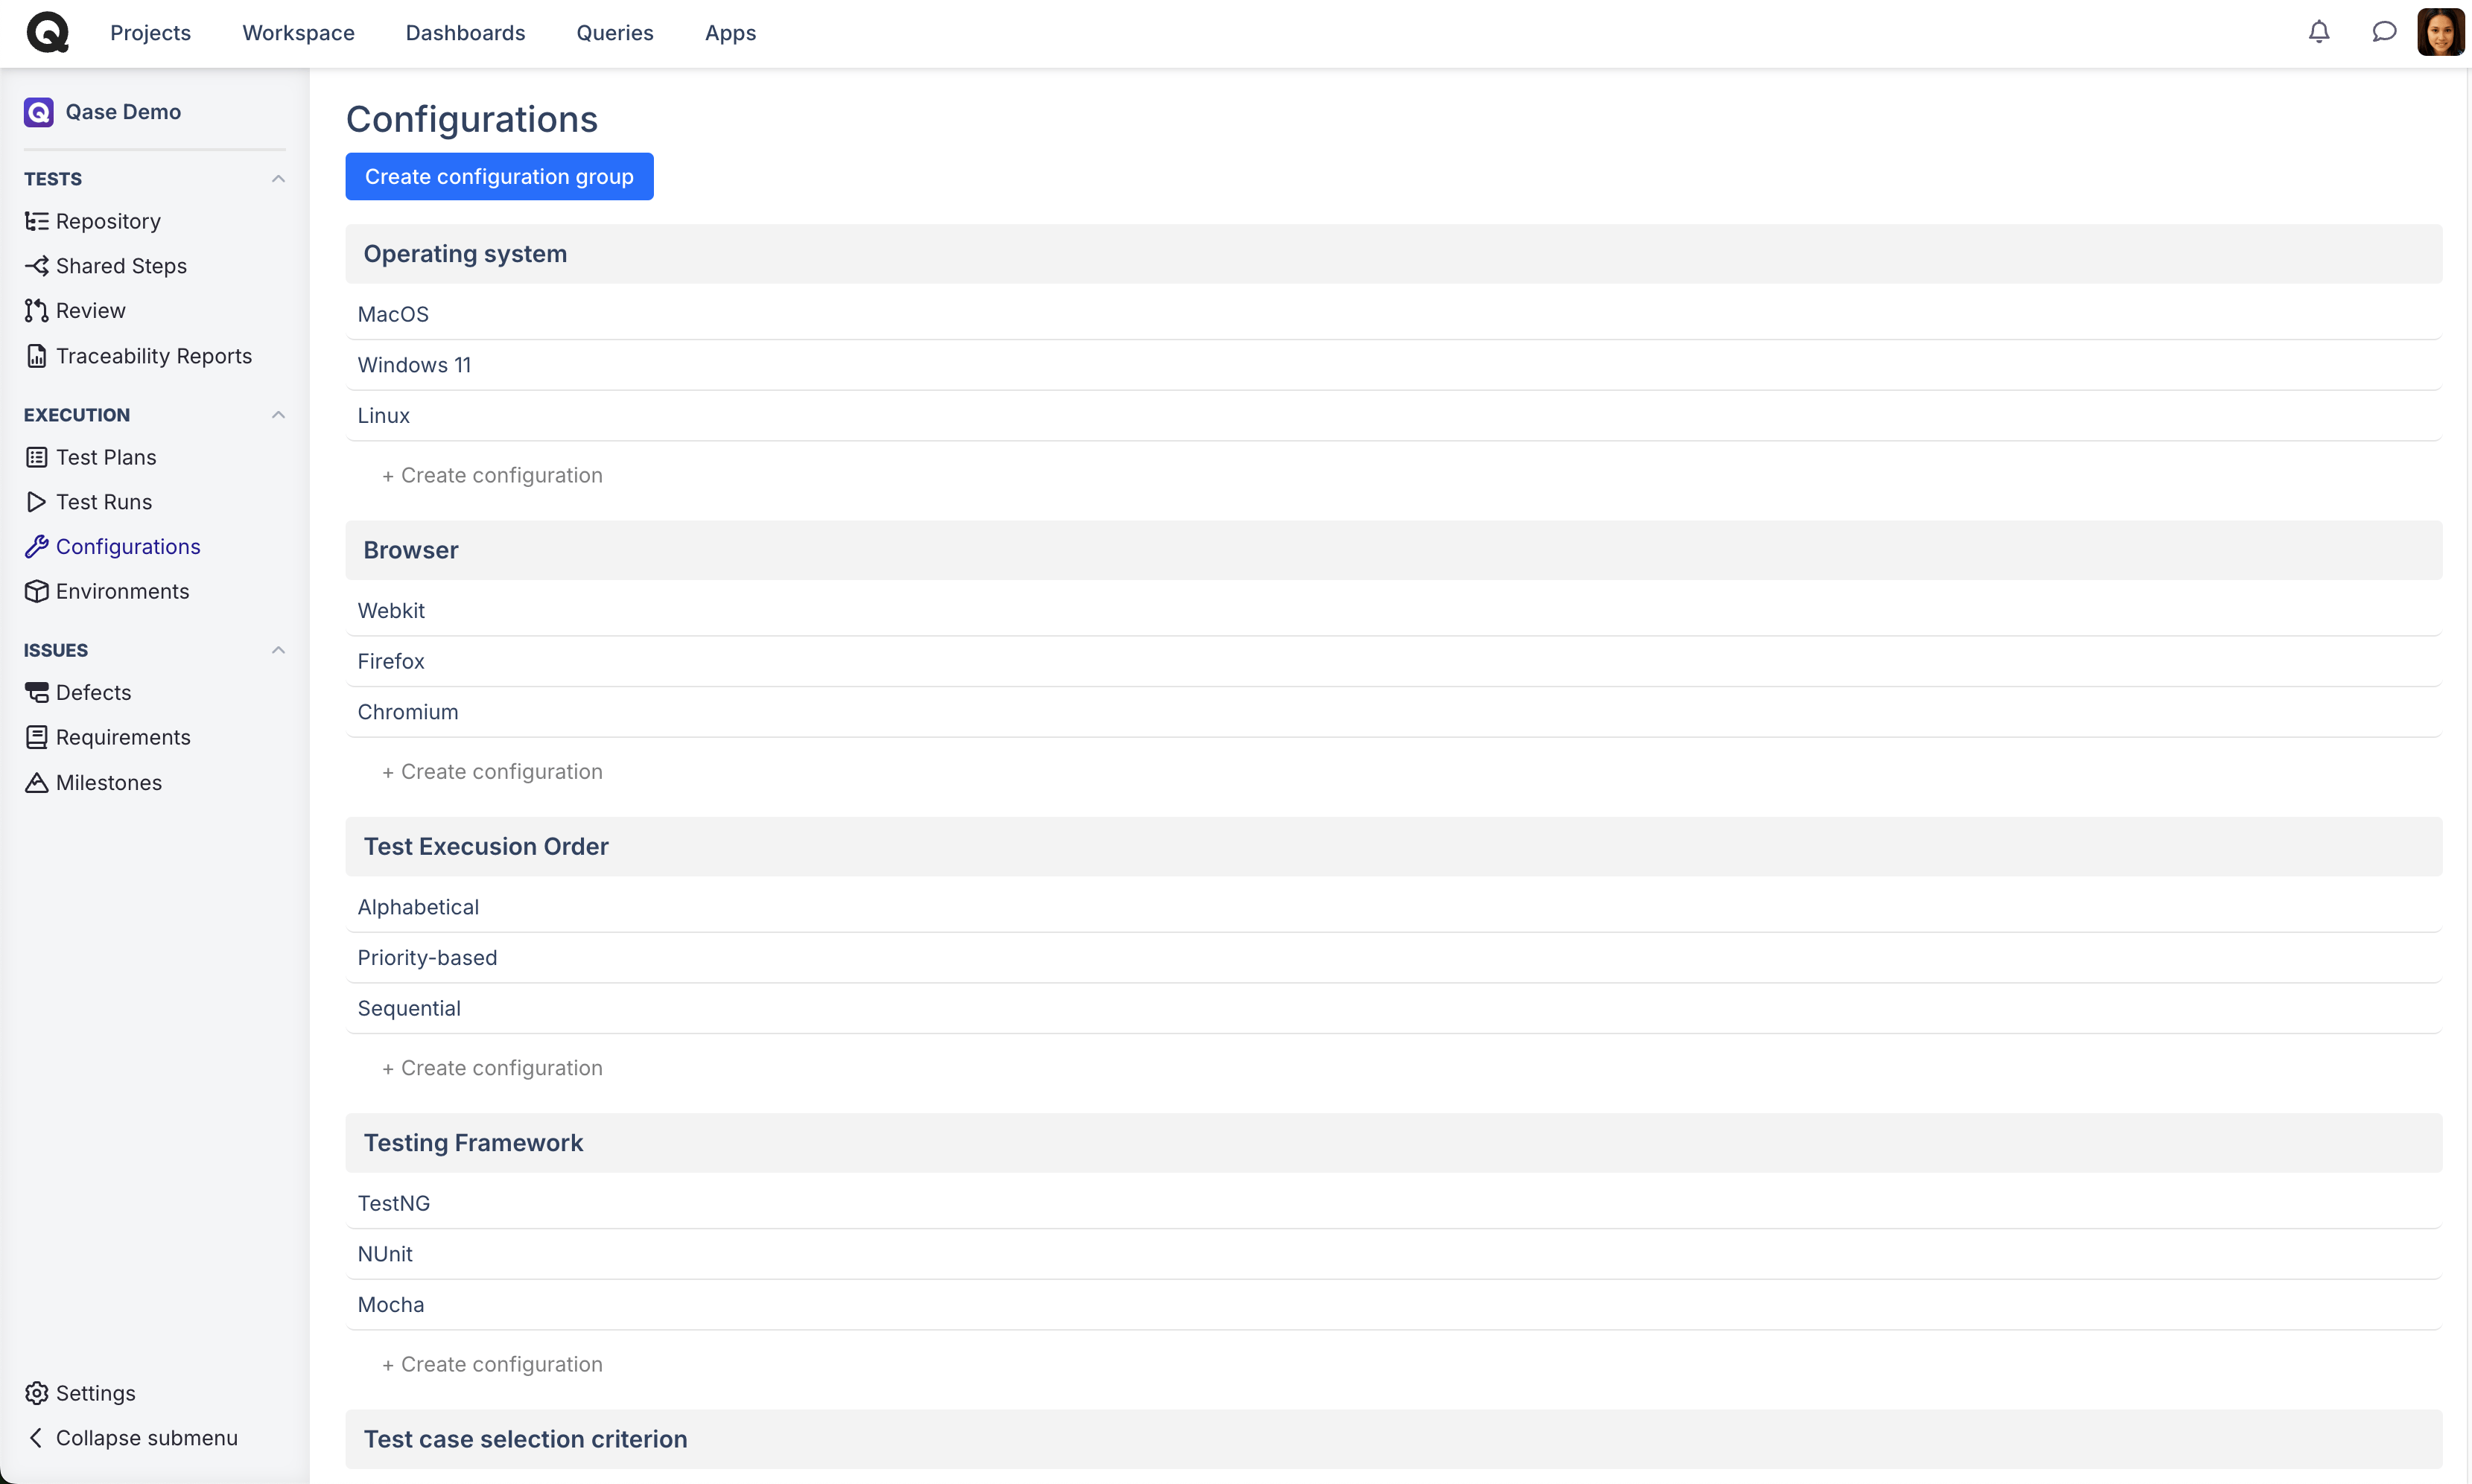 Projects Workspace Dashboards Queries Apps
Qase Demo
TESTS
Repository
Shared Steps
Review
Traceability Reports
EXECUTION
Test Plans
Test Runs
Configurations
Environments
ISSUES
Defects
Requirements
Milestones
Settings
Collapse submenu
Configurations
Create configuration group
Operating system
MacOS
Windows 11
Linux
+ Create configuration
Browser
Webkit
Firefox
Chromium
+ Create configuration
Test Execusion Order
Alphabetical
Priority-based
Sequential
+ Create configuration
Testing Framework
TestNG
NUnit
Mocha
+ Create configuration
Test case selection criterion